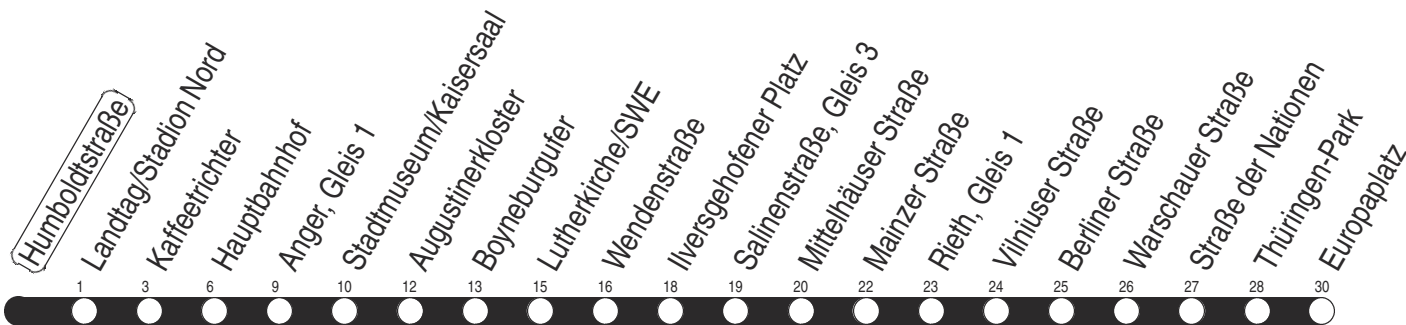 Humboldtstraße
Landtag/Stadion Nord
Kaffeetrichter
Hauptbahnhof
Anger, Gleis 1
Stadtmuseum/Kaisersaal
Augustinerkloster
Boyneburgufer
Lutherkirche/SWE
Wendenstraße
Ilversgehofener Platz
Salinenstraße, Gleis 3
Mittelhäuser Straße
Mainzer Straße
Rieth, Gleis 1
Vilniuser Straße
Berliner Straße
Warschauer Straße
Straße der Nationen
Thüringen-Park
Europaplatz
1 3 6 9 10 12 13 15 16 18 19 20 22 23 24 25 26 27 28 30